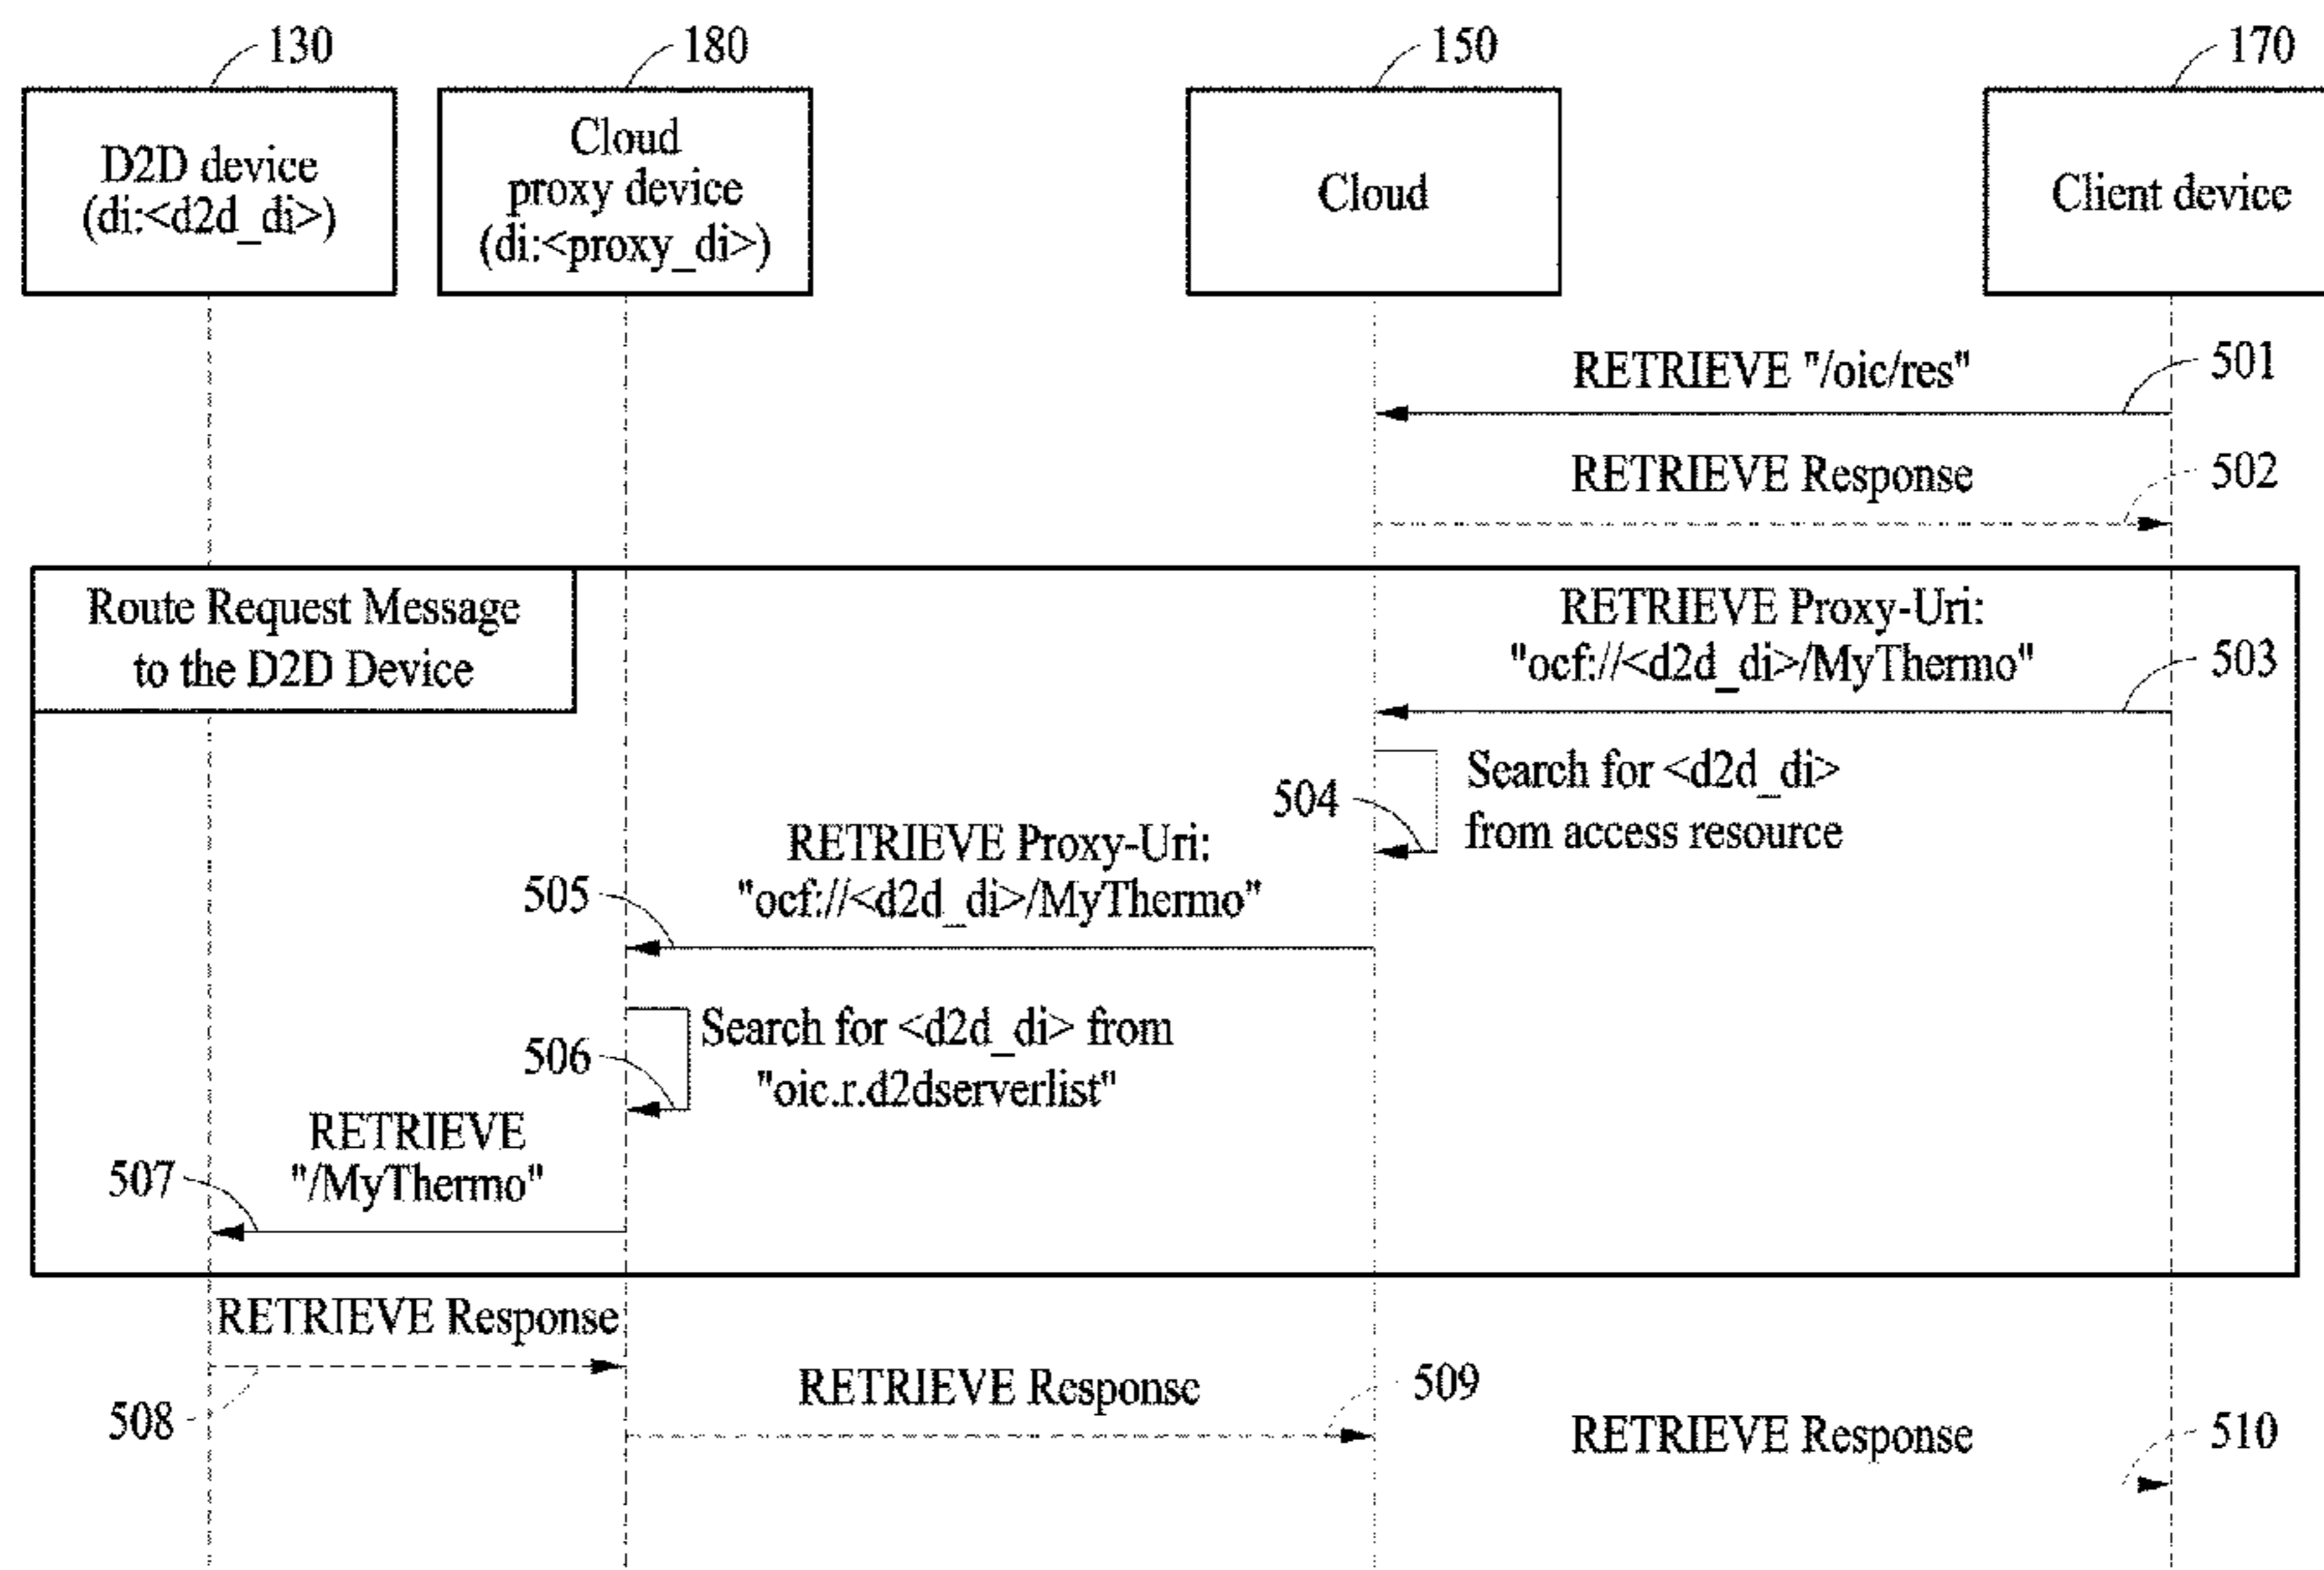 130
180
150
170
D2D device
(di:<d2d_di>)
Cloud
proxy device
(di:<proxy_di>)
Cloud
Client device
RETRIEVE "/oic/res"
501
RETRIEVE Response
502
Route Request Message
to the D2D Device
RETRIEVE Proxy-Uri:
"ocf://<d2d_di>/MyThermo"
503
504
Search for <d2d_di>
from access resource
RETRIEVE Proxy-Uri:
"ocf://<d2d_di>/MyThermo"
505
Search for <d2d_di> from
"oic.r.d2dserverlist"
506
RETRIEVE
"/MyThermo"
507
RETRIEVE Response
508
RETRIEVE Response
509
RETRIEVE Response
510